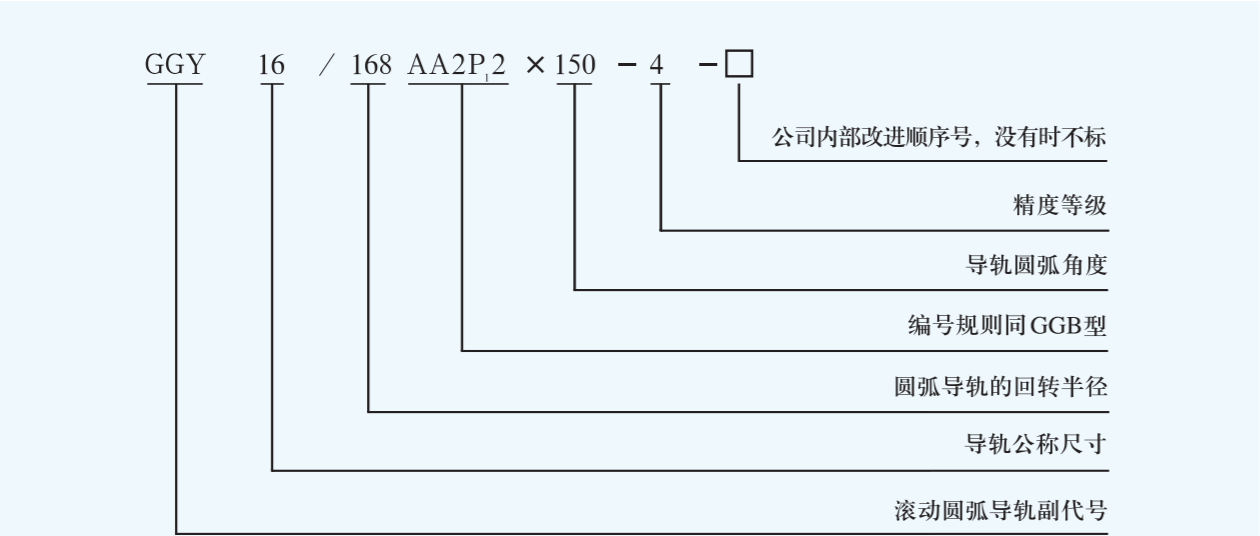 GGY 16 / 168 AA2P₁2 ×150 - 4 -□
公司内部改进顺序号，没有时不标
精度等级
导轨圆弧角度
编号规则同GGB型
圆弧导轨的回转半径
导轨公称尺寸
滚动圆弧导轨副代号